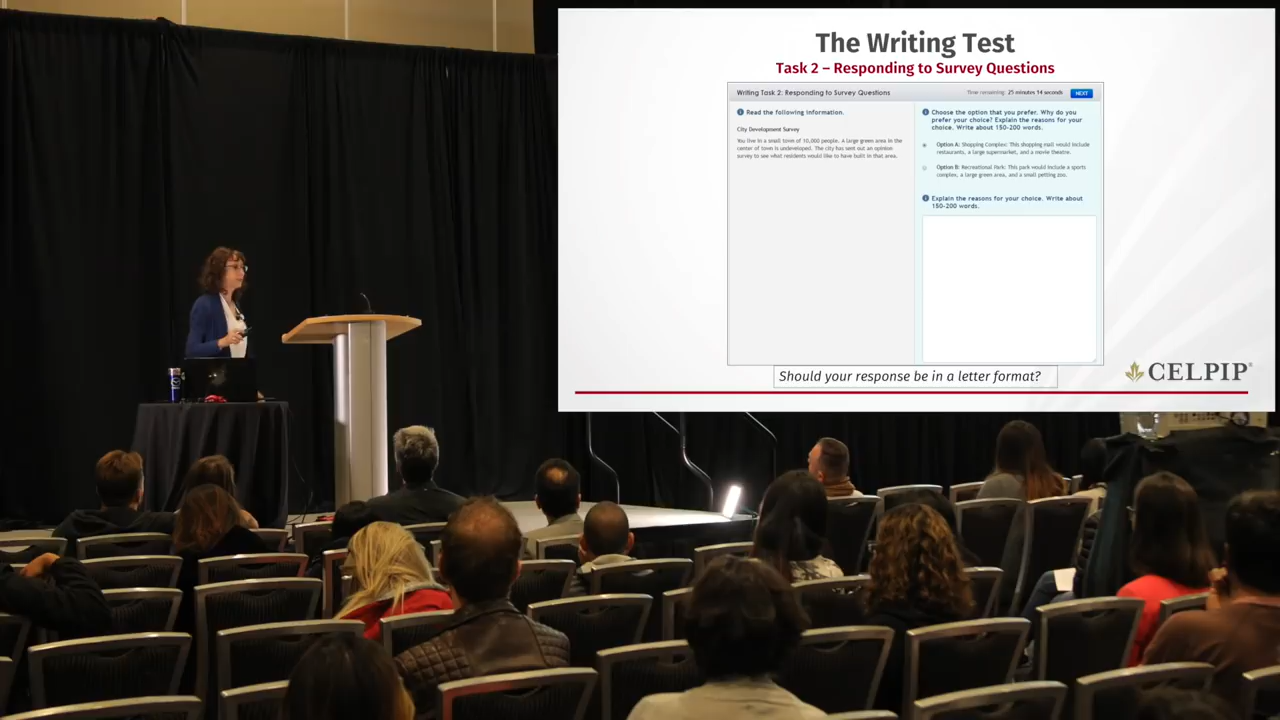 The Writing Test
Task 2 – Responding to Survey Questions
Writing Task 2: Responding to Survey Questions
Time remaining: 25 minutes 14 seconds
NEXT
Read the following information.
City Development Survey
You live in a small town of 10,000 people. A large green area in the
center of town is undeveloped. The city has sent out an opinion
survey to see what residents would like to have built in that area.
Choose the option that you prefer. Why do you
prefer your choice? Explain the reasons for your
choice. Write about 150-200 words.
Option A: Shopping Complex: This shopping mall would include
restaurants, a large supermarket, and a movie theatre.
Option B: Recreational Park: This park would include a sports
complex, a large green area, and a small petting zoo.
Explain the reasons for your choice. Write about
150-200 words.
Should your response be in a letter format?
CELPIP®